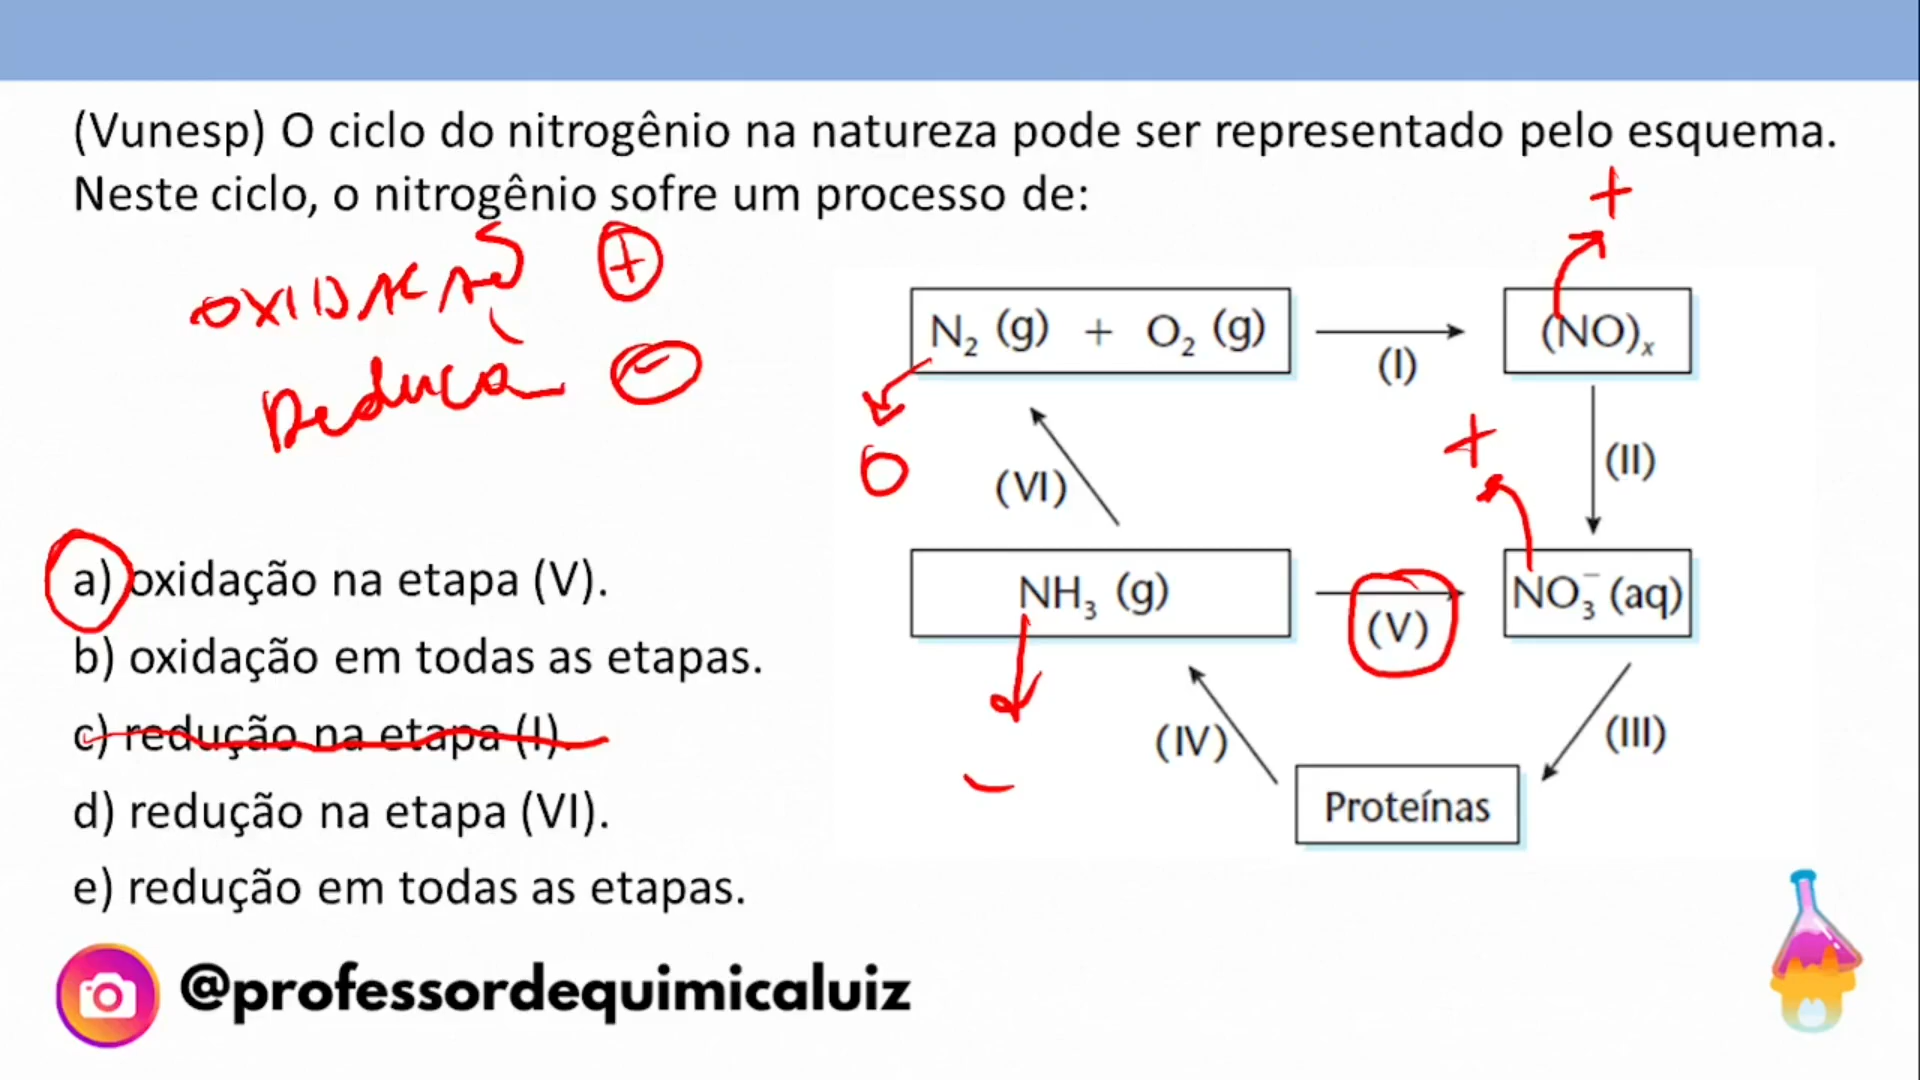 (Vunesp) O ciclo do nitrogênio na natureza pode ser representado pelo esquema.
Neste ciclo, o nitrogênio sofre um processo de:
OXIDAÇÃO +
Redução −
+
N₂ (g) + O₂ (g)
(I)
(NO)ₓ
0
(VI)
+
(II)
NH₃ (g)
(V)
NO₃⁻ (aq)
−
(IV)
(III)
Proteínas
a) oxidação na etapa (V).
b) oxidação em todas as etapas.
c) redução na etapa (I).
d) redução na etapa (VI).
e) redução em todas as etapas.
@professordequimicaluiz